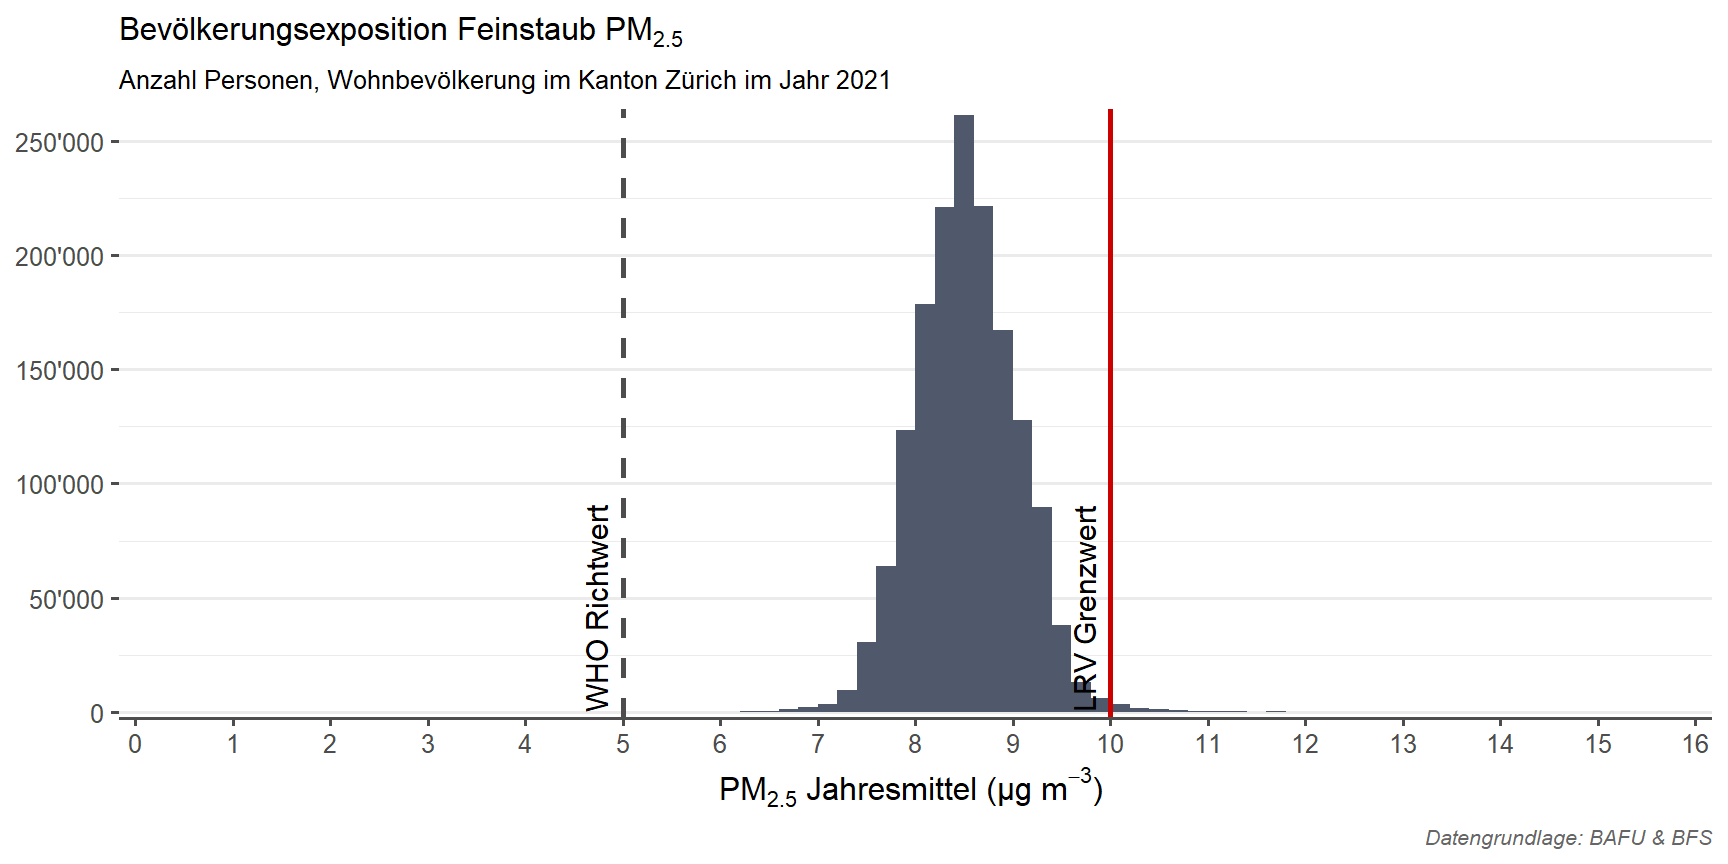 Bevölkerungsexposition Feinstaub PM2.5
Anzahl Personen, Wohnbevölkerung im Kanton Zürich im Jahr 2021
250'000
200'000
150'000
100'000
50'000
0
WHO Richtwert
LRV Grenzwert
0 1 2 3 4 5 6 7 8 9 10 11 12 13 14 15 16
PM2.5 Jahresmittel (µg m−3)
Datengrundlage: BAFU & BFS